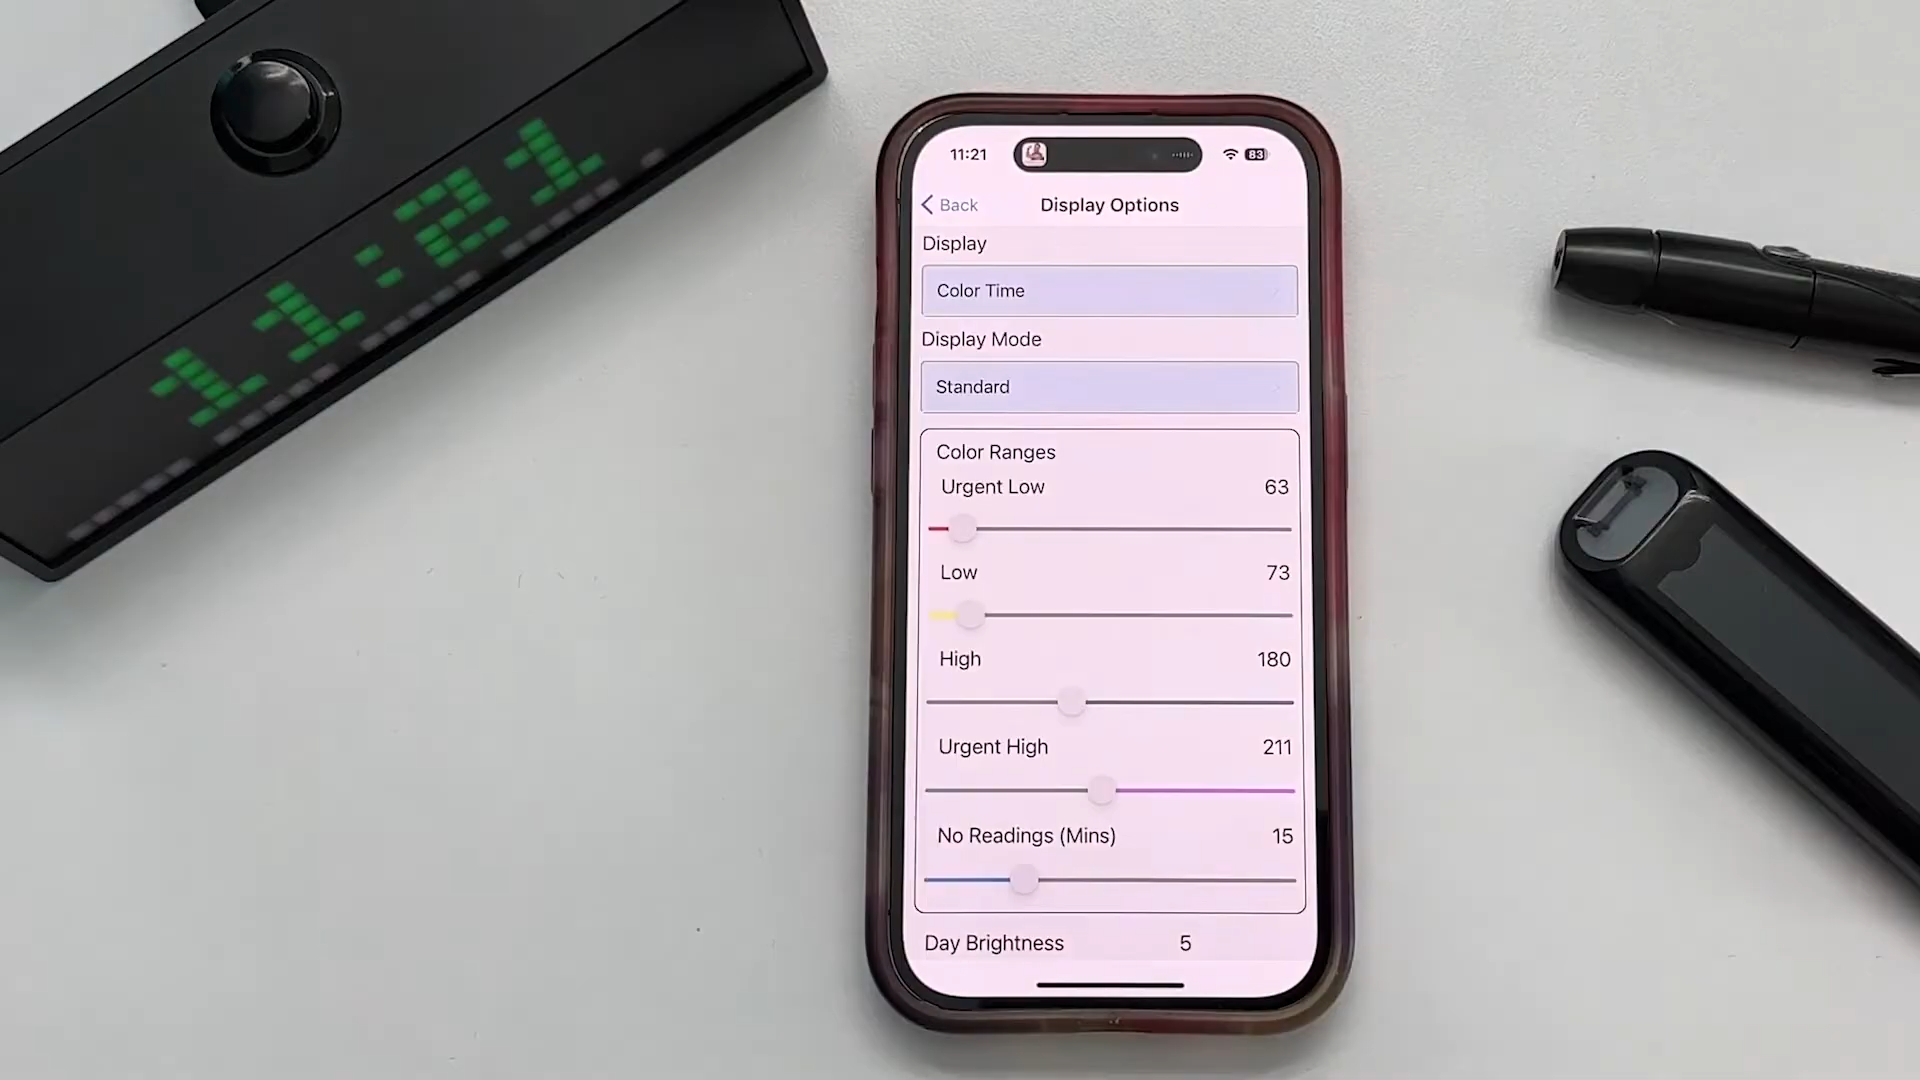 11:21
11:21
83
Back
Display Options
Display
Color Time
Display Mode
Standard
Color Ranges
Urgent Low 63
Low 73
High 180
Urgent High 211
No Readings (Mins) 15
Day Brightness 5